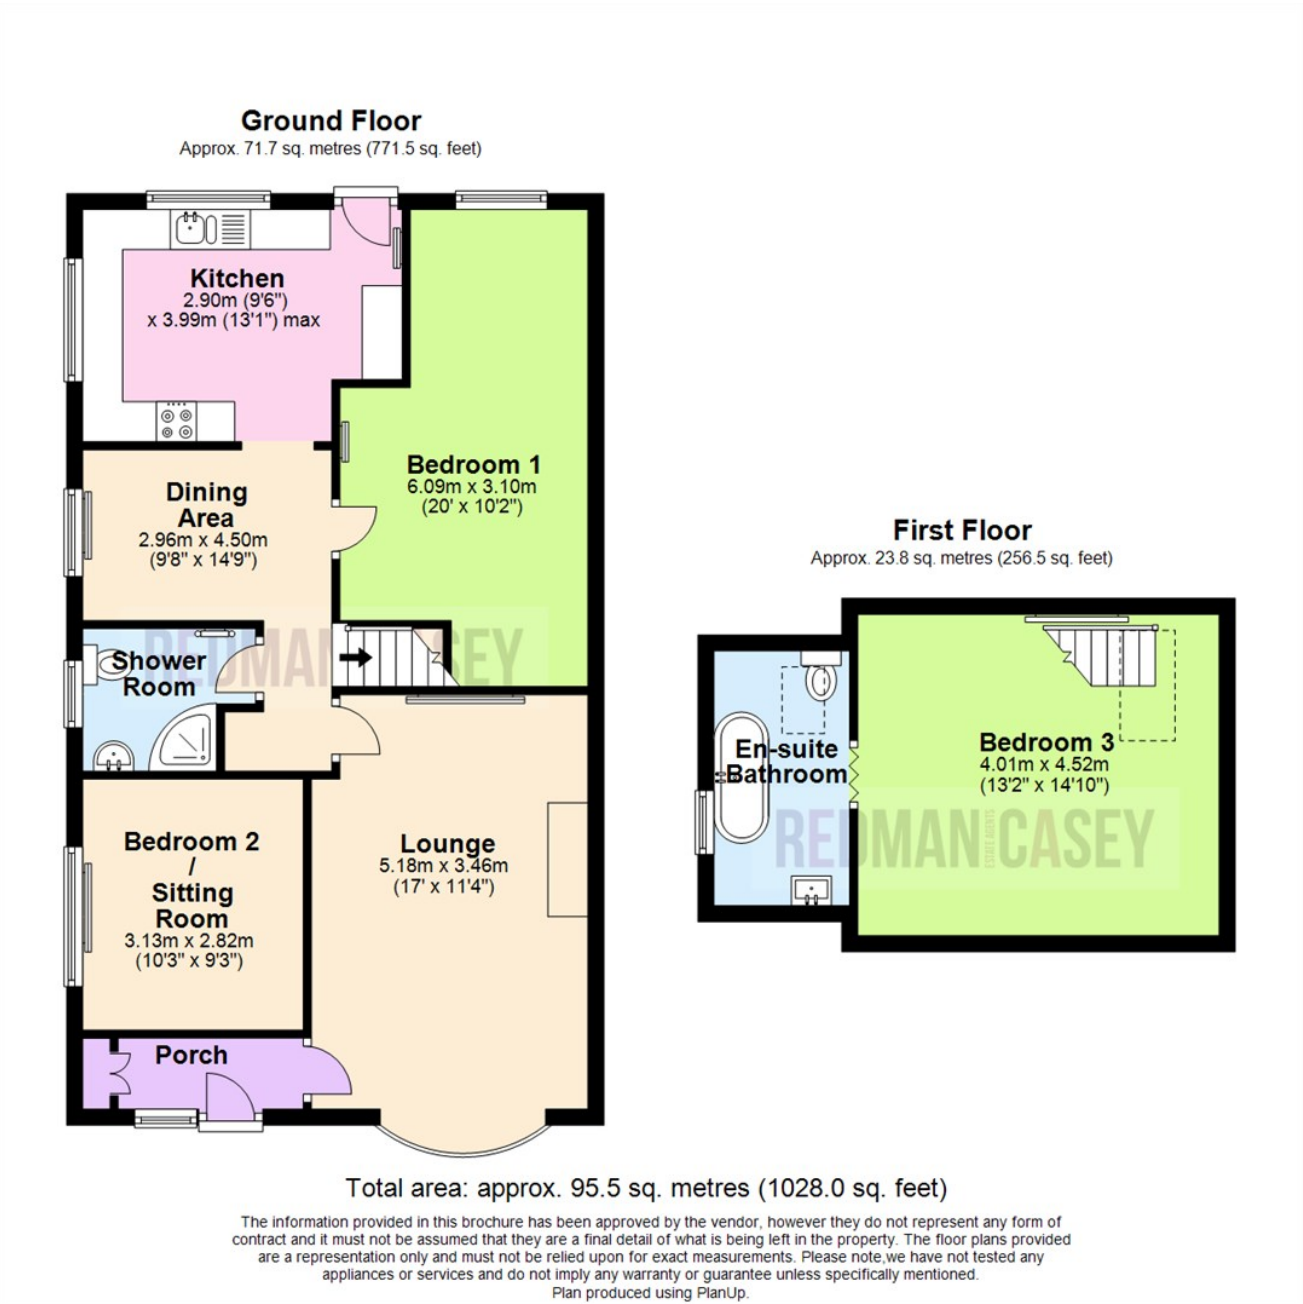 Ground Floor
Approx. 71.7 sq. metres (771.5 sq. feet)
Kitchen
2.90m (9'6")
x 3.99m (13'1") max
Bedroom 1
6.09m x 3.10m
(20' x 10'2")
Dining
Area
2.96m x 4.50m
(9'8" x 14'9")
Shower
Room
REDMAN CASEY
Bedroom 2
/
Sitting
Room
3.13m x 2.82m
(10'3" x 9'3")
Lounge
5.18m x 3.46m
(17' x 11'4")
Porch
First Floor
Approx. 23.8 sq. metres (256.5 sq. feet)
En-suite
Bathroom
Bedroom 3
4.01m x 4.52m
(13'2" x 14'10")
REDMAN CASEY
ESTATE AGENTS
Total area: approx. 95.5 sq. metres (1028.0 sq. feet)
The information provided in this brochure has been approved by the vendor, however they do not represent any form of
contract and it must not be assumed that they are a final detail of what is being left in the property. The floor plans provided
are a representation only and must not be relied upon for exact measurements. Please note,we have not tested any
appliances or services and do not imply any warranty or guarantee unless specifically mentioned.
Plan produced using PlanUp.